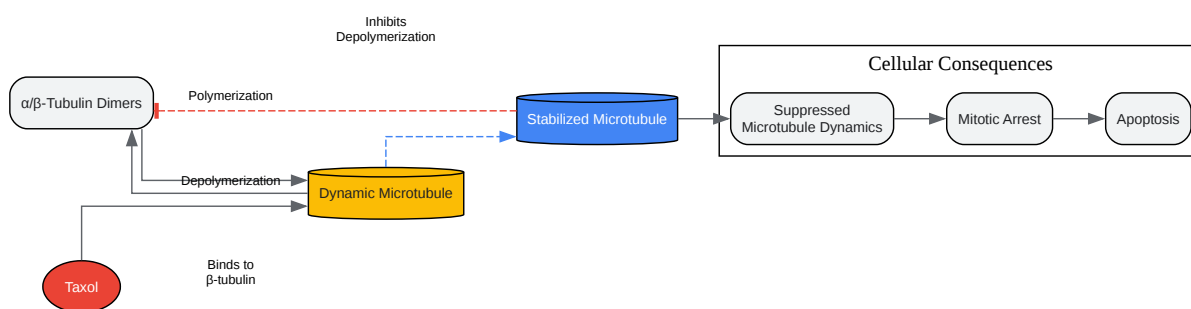 Inhibits
Depolymerization
Cellular Consequences
α/β-Tubulin Dimers
Polymerization
Stabilized Microtubule
Suppressed
Microtubule Dynamics
Mitotic Arrest
Apoptosis
Depolymerization
Dynamic Microtubule
Binds to
β-tubulin
Taxol